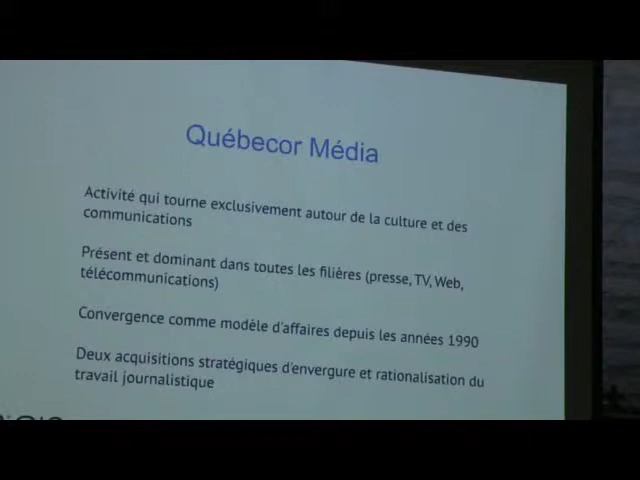 Québecor Média
Activité qui tourne exclusivement autour de la culture et des
communications
Présent et dominant dans toutes les filières (presse, TV, Web,
télécommunications)
Convergence comme modèle d'affaires depuis les années 1990
Deux acquisitions stratégiques d'envergure et rationalisation du
travail journalistique